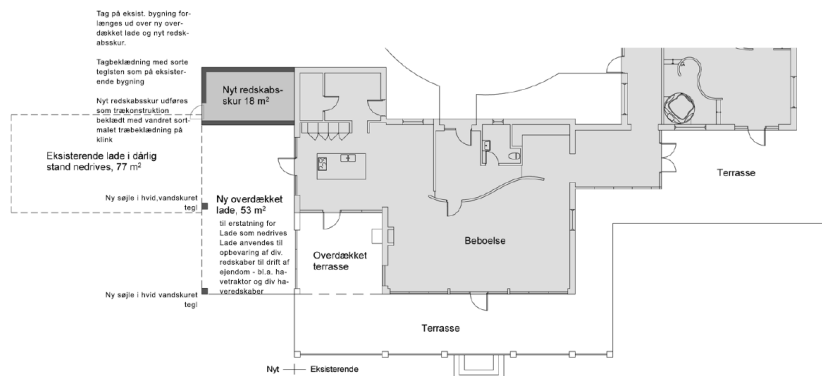 Tag på eksist. bygning for-
længes ud over ny over-
dækket lade og nyt redsk-
absskur.
Tagbeklædning med sorte
teglsten som på eksister-
ende bygning
Nyt redskabsskur udføres
som trækonstruktion
beklædt med vandret sort-
malet træbeklædning på
klink
Nyt redskabs-
skur 18 m²
Eksisterende lade i dårlig
stand nedrives, 77 m²
Ny søjle i hvid,vandskuret
tegl
Ny overdækket
lade, 53 m²
til erstatning for
Lade som nedrives
Lade anvendes til
opbevaring af div.
redskaber til drift af
ejendom - bl.a. ha-
vetraktor og div ha-
veredskaber
Ny søjle i hvid vandskuret
tegl
Overdækket
terrasse
Beboelse
Terrasse
Terrasse
Nyt
Eksisterende